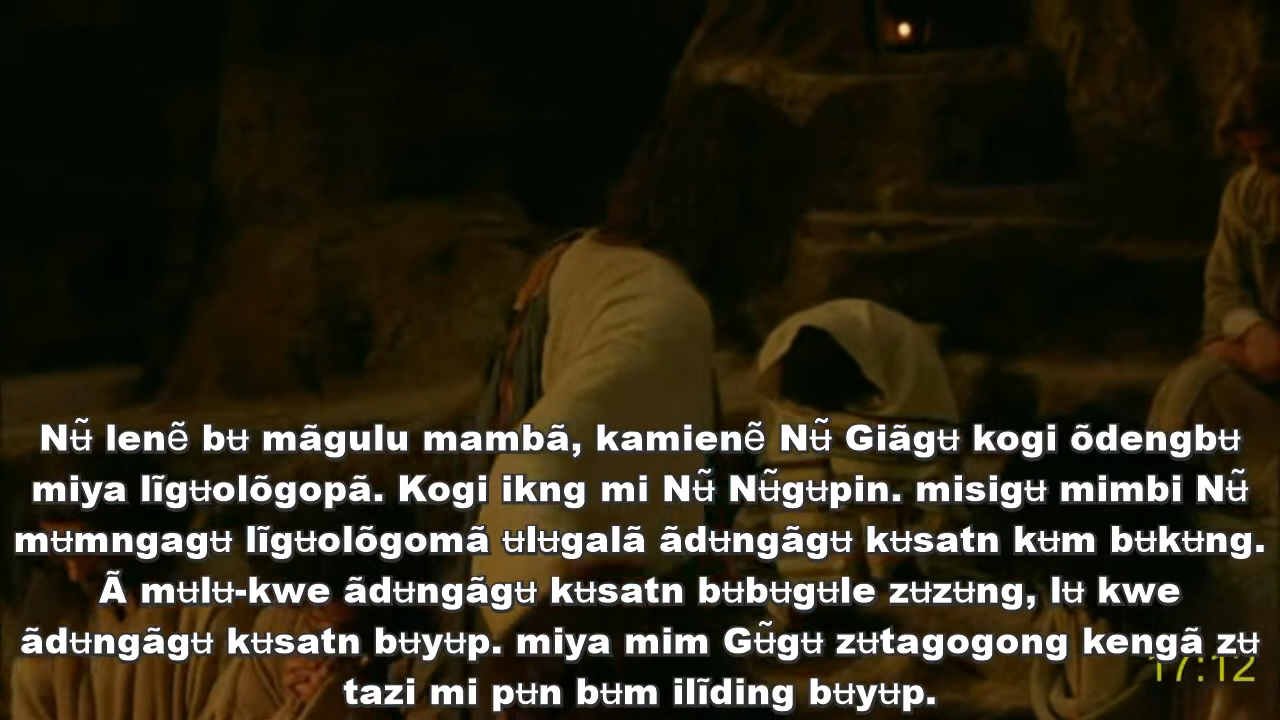 Nʉ̃ lenẽ bʉ mãgulu mambã, kamienẽ Nʉ̃ Giãgʉ kogi õdengbʉ
miya lĩgʉolõgopã. Kogi ikng mi Nʉ̃ Nʉ̃gʉpin. misigʉ mimbi Nʉ̃
mʉmngagʉ lĩgʉolõgomã ʉlʉgalã ãdʉngãgʉ kʉsatn kʉm bʉkʉng.
Ã mʉlʉ-kwe ãdʉngãgʉ kʉsatn bʉbʉgʉle zʉzʉng, lʉ kwe
ãdʉngãgʉ kʉsatn bʉyʉp. miya mim Gʉ̃gʉ zʉtagogong kengã zʉ
tazi mi pʉn bʉm ilĩding bʉyʉp.
17:12